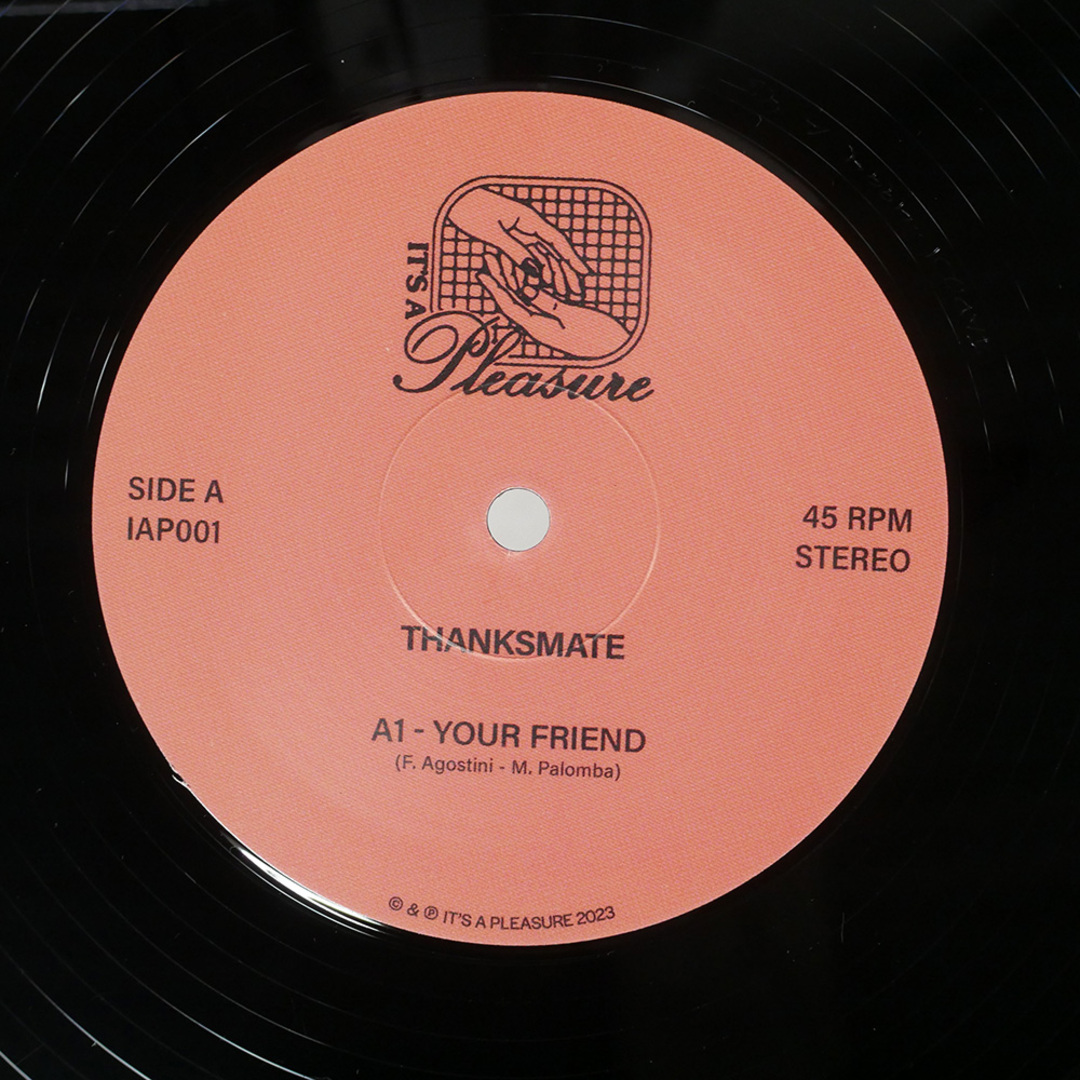 IT'S A
Pleasure
SIDE A
IAP001
45 RPM
STEREO
THANKSMATE
A1 - YOUR FRIEND
(F. Agostini - M. Palomba)
© & ℗ IT'S A PLEASURE 2023